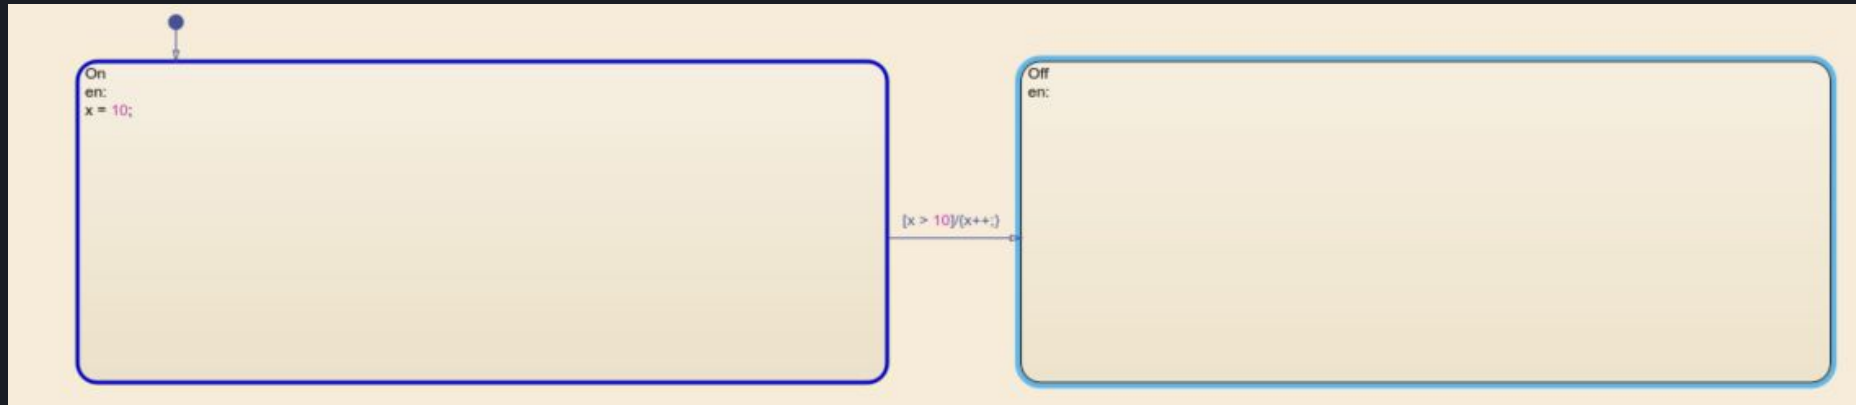 On
en:
x = 10;
[x > 10]/{x++;}
Off
en: